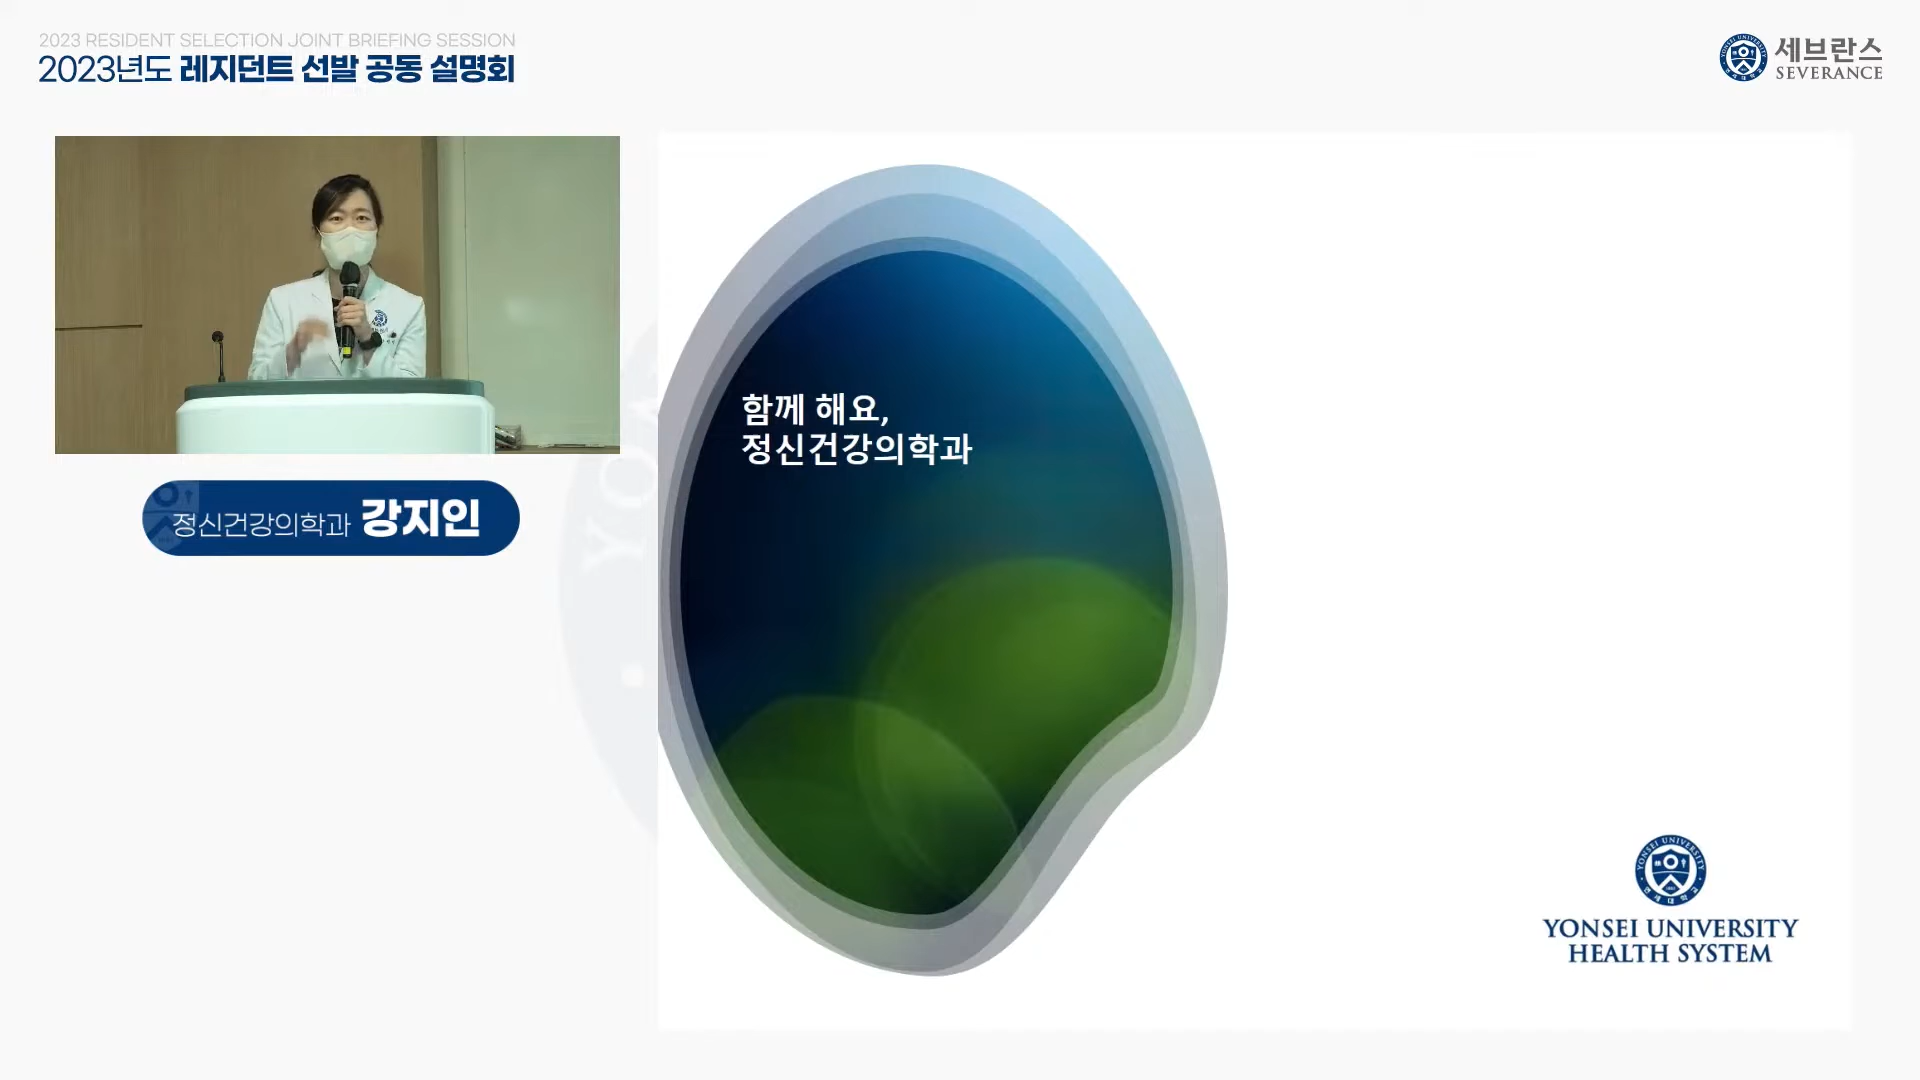 2023 RESIDENT SELECTION JOINT BRIEFING SESSION
2023년도 레지던트 선발 공동 설명회
세브란스
SEVERANCE
함께 해요,
정신건강의학과
정신건강의학과 강지인
YONSEI UNIVERSITY
HEALTH SYSTEM